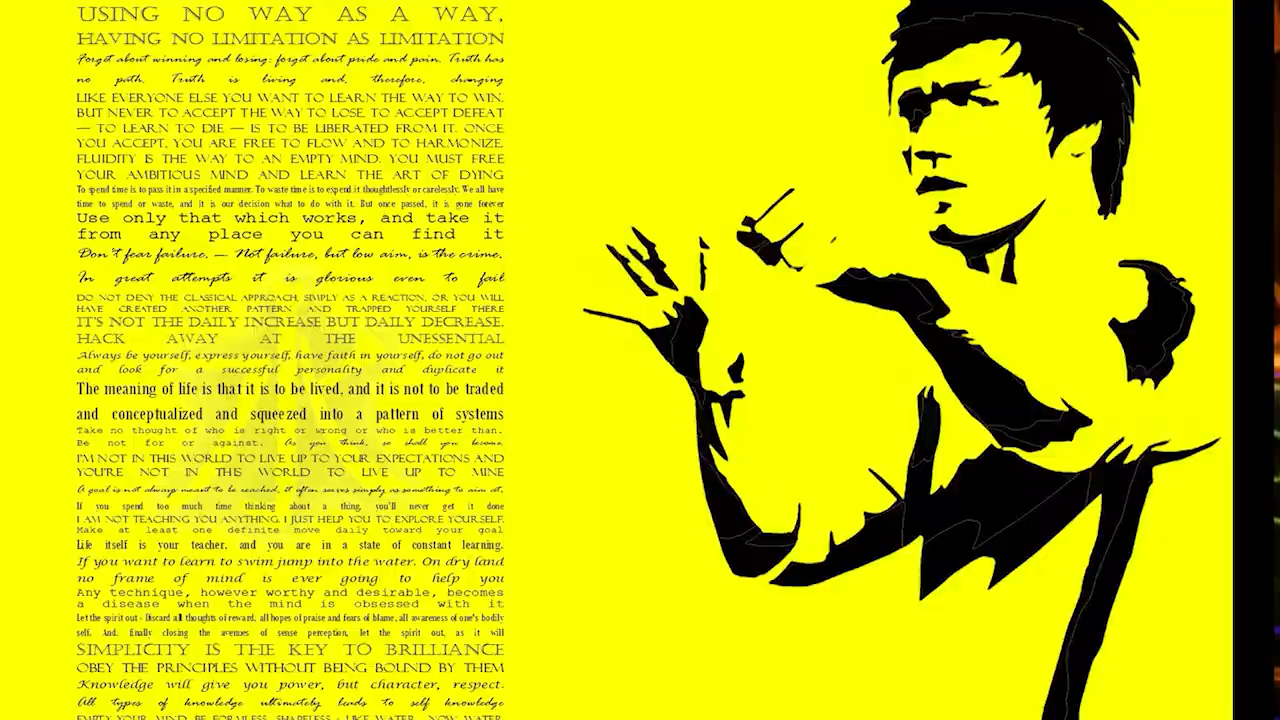 USING NO WAY AS A WAY,
HAVING NO LIMITATION AS LIMITATION
Forget about winning and losing; forget about pride and pain. Truth has
no path. Truth is living and, therefore, changing
LIKE EVERYONE ELSE YOU WANT TO LEARN THE WAY TO WIN.
BUT NEVER TO ACCEPT THE WAY TO LOSE. TO ACCEPT DEFEAT
— TO LEARN TO DIE — IS TO BE LIBERATED FROM IT. ONCE
YOU ACCEPT, YOU ARE FREE TO FLOW AND TO HARMONIZE.
FLUIDITY IS THE WAY TO AN EMPTY MIND. YOU MUST FREE
YOUR AMBITIOUS MIND AND LEARN THE ART OF DYING
To spend time is to pass it in a specified manner. To waste time is to expend it thoughtlessly or carelessly. We all have
time to spend or waste, and it is our decision what to do with it. But once passed, it is gone forever
Use only that which works, and take it
from any place you can find it
Don't fear failure. — Not failure, but low aim, is the crime.
In great attempts it is glorious even to fail
DO NOT DENY THE CLASSICAL APPROACH, SIMPLY AS A REACTION, OR YOU WILL
HAVE CREATED ANOTHER PATTERN AND TRAPPED YOURSELF THERE
IT'S NOT THE DAILY INCREASE BUT DAILY DECREASE.
HACK AWAY AT THE UNESSENTIAL
Always be yourself, express yourself, have faith in yourself, do not go out
and look for a successful personality and duplicate it
The meaning of life is that it is to be lived, and it is not to be traded
and conceptualized and squeezed into a pattern of systems
Take no thought of who is right or wrong or who is better than.
Be not for or against. As you think, so shall you become.
I'M NOT IN THIS WORLD TO LIVE UP TO YOUR EXPECTATIONS AND
YOU'RE NOT IN THIS WORLD TO LIVE UP TO MINE
A goal is not always meant to be reached, it often serves simply as something to aim at.
If you spend too much time thinking about a thing, you'll never get it done
I AM NOT TEACHING YOU ANYTHING. I JUST HELP YOU TO EXPLORE YOURSELF.
Make at least one definite move daily toward your goal
Life itself is your teacher, and you are in a state of constant learning.
If you want to learn to swim jump into the water. On dry land
no frame of mind is ever going to help you
Any technique, however worthy and desirable, becomes
a disease when the mind is obsessed with it
Let the spirit out - Discard all thoughts of reward, all hopes of praise and fears of blame, all awareness of one's bodily
self. And, finally closing the avenues of sense perception, let the spirit out, as it will
SIMPLICITY IS THE KEY TO BRILLIANCE
OBEY THE PRINCIPLES WITHOUT BEING BOUND BY THEM
Knowledge will give you power, but character, respect.
All types of knowledge ultimately leads to self knowledge
EMPTY YOUR MIND, BE FORMLESS, SHAPELESS - LIKE WATER. NOW WATER